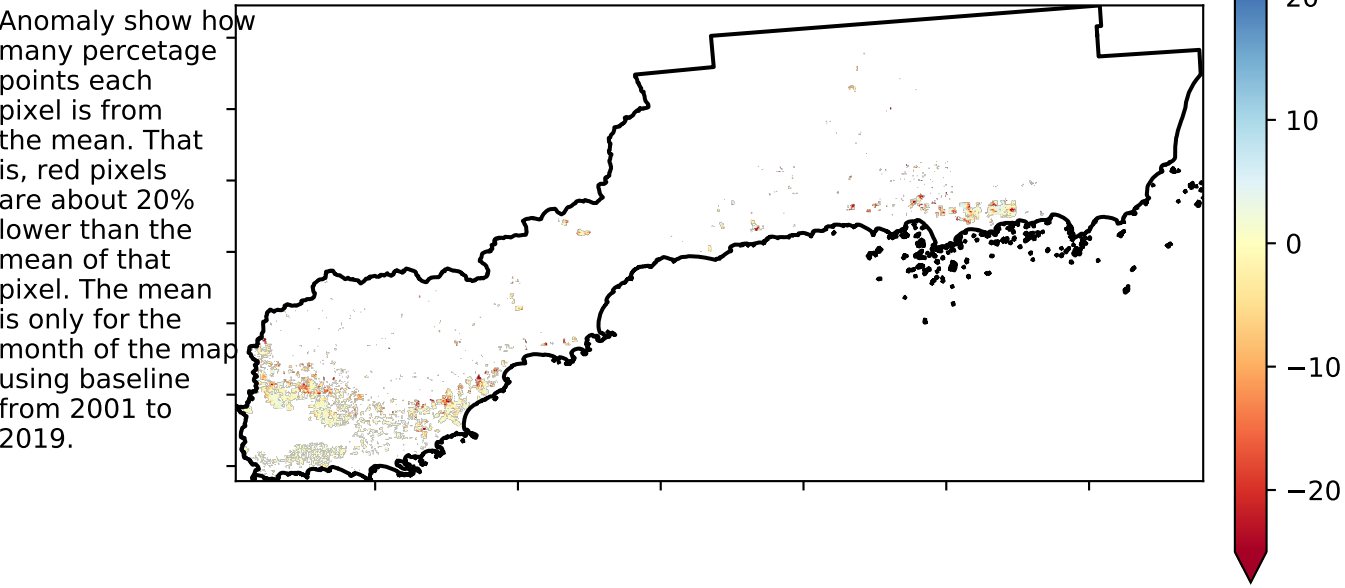 Anomaly show how
many percetage
points each
pixel is from
the mean. That
is, red pixels
are about 20%
lower than the
mean of that
pixel. The mean
is only for the
month of the map
using baseline
from 2001 to
2019.
20
10
0
−10
−20